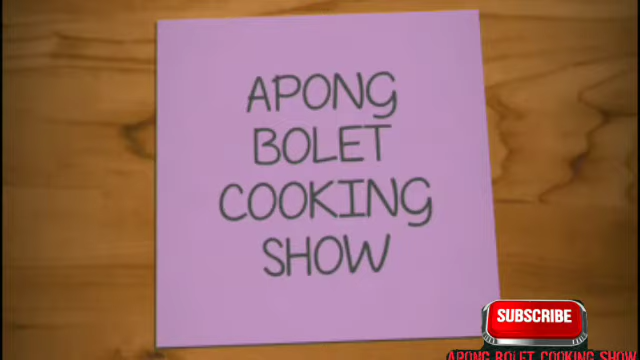 APONG
BOLET
COOKING
SHOW
SUBSCRIBE
APONG BOLET COOKING SHOW